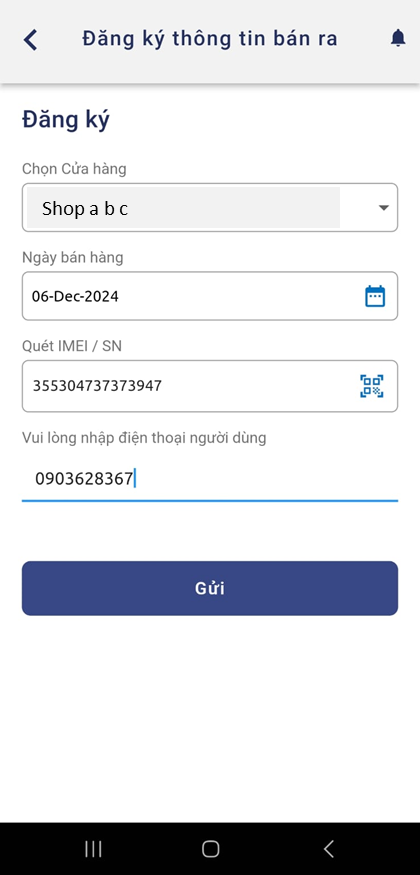 Đăng ký thông tin bán ra
Đăng ký
Chọn Cửa hàng
Shop a b c
Ngày bán hàng
06-Dec-2024
Quét IMEI / SN
355304737373947
Vui lòng nhập điện thoại người dùng
0903628367
Gửi